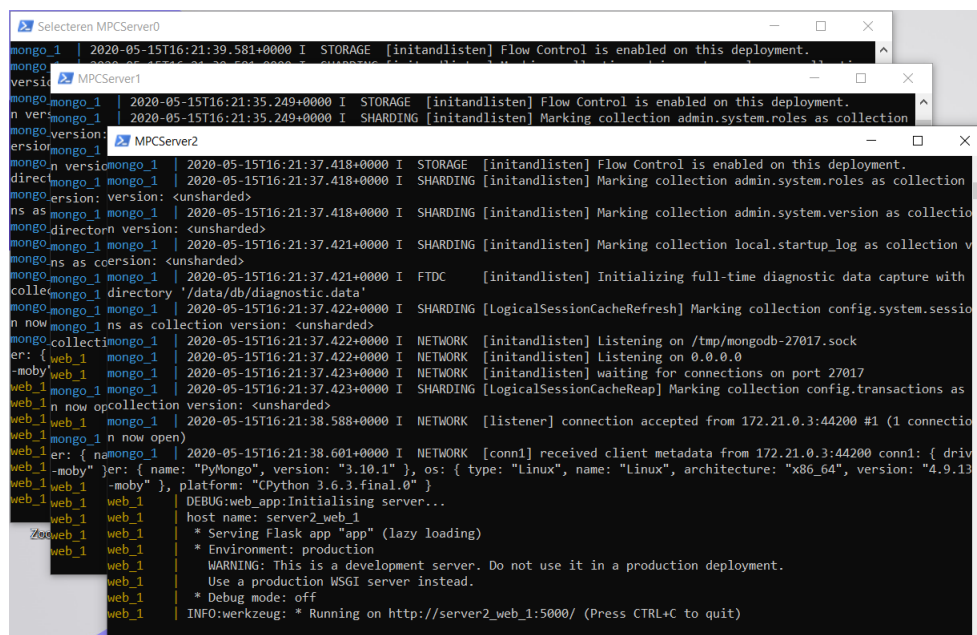 Selecteren MPCServer0
mongo_1 | 2020-05-15T16:21:39.581+0000 I STORAGE [initandlisten] Flow Control is enabled on this deployment.
MPCServer1
mongo_1 | 2020-05-15T16:21:35.249+0000 I STORAGE [initandlisten] Flow Control is enabled on this deployment.
mongo_1 | 2020-05-15T16:21:35.249+0000 I SHARDING [initandlisten] Marking collection admin.system.roles as collection
version:
MPCServer2
mongo_1 | 2020-05-15T16:21:37.418+0000 I STORAGE [initandlisten] Flow Control is enabled on this deployment.
mongo_1 | 2020-05-15T16:21:37.418+0000 I SHARDING [initandlisten] Marking collection admin.system.roles as collection
version: <unsharded>
mongo_1 | 2020-05-15T16:21:37.418+0000 I SHARDING [initandlisten] Marking collection admin.system.version as collectio
n version: <unsharded>
mongo_1 | 2020-05-15T16:21:37.421+0000 I SHARDING [initandlisten] Marking collection local.startup_log as collection v
ersion: <unsharded>
mongo_1 | 2020-05-15T16:21:37.421+0000 I FTDC [initandlisten] Initializing full-time diagnostic data capture with
directory '/data/db/diagnostic.data'
mongo_1 | 2020-05-15T16:21:37.422+0000 I SHARDING [LogicalSessionCacheRefresh] Marking collection config.system.sessio
ns as collection version: <unsharded>
mongo_1 | 2020-05-15T16:21:37.422+0000 I NETWORK [initandlisten] Listening on /tmp/mongodb-27017.sock
mongo_1 | 2020-05-15T16:21:37.422+0000 I NETWORK [initandlisten] Listening on 0.0.0.0
mongo_1 | 2020-05-15T16:21:37.423+0000 I NETWORK [initandlisten] waiting for connections on port 27017
mongo_1 | 2020-05-15T16:21:37.423+0000 I SHARDING [LogicalSessionCacheReap] Marking collection config.transactions as
collection version: <unsharded>
mongo_1 | 2020-05-15T16:21:38.588+0000 I NETWORK [listener] connection accepted from 172.21.0.3:44200 #1 (1 connectio
n now open)
mongo_1 | 2020-05-15T16:21:38.601+0000 I NETWORK [conn1] received client metadata from 172.21.0.3:44200 conn1: { driv
er: { name: "PyMongo", version: "3.10.1" }, os: { type: "Linux", name: "Linux", architecture: "x86_64", version: "4.9.13
-moby" }, platform: "CPython 3.6.3.final.0" }
web_1 | DEBUG:web_app:Initialising server...
web_1 | host name: server2_web_1
web_1 | * Serving Flask app "app" (lazy loading)
web_1 | * Environment: production
web_1 | WARNING: This is a development server. Do not use it in a production deployment.
web_1 | Use a production WSGI server instead.
web_1 | * Debug mode: off
web_1 | INFO:werkzeug: * Running on http://server2_web_1:5000/ (Press CTRL+C to quit)